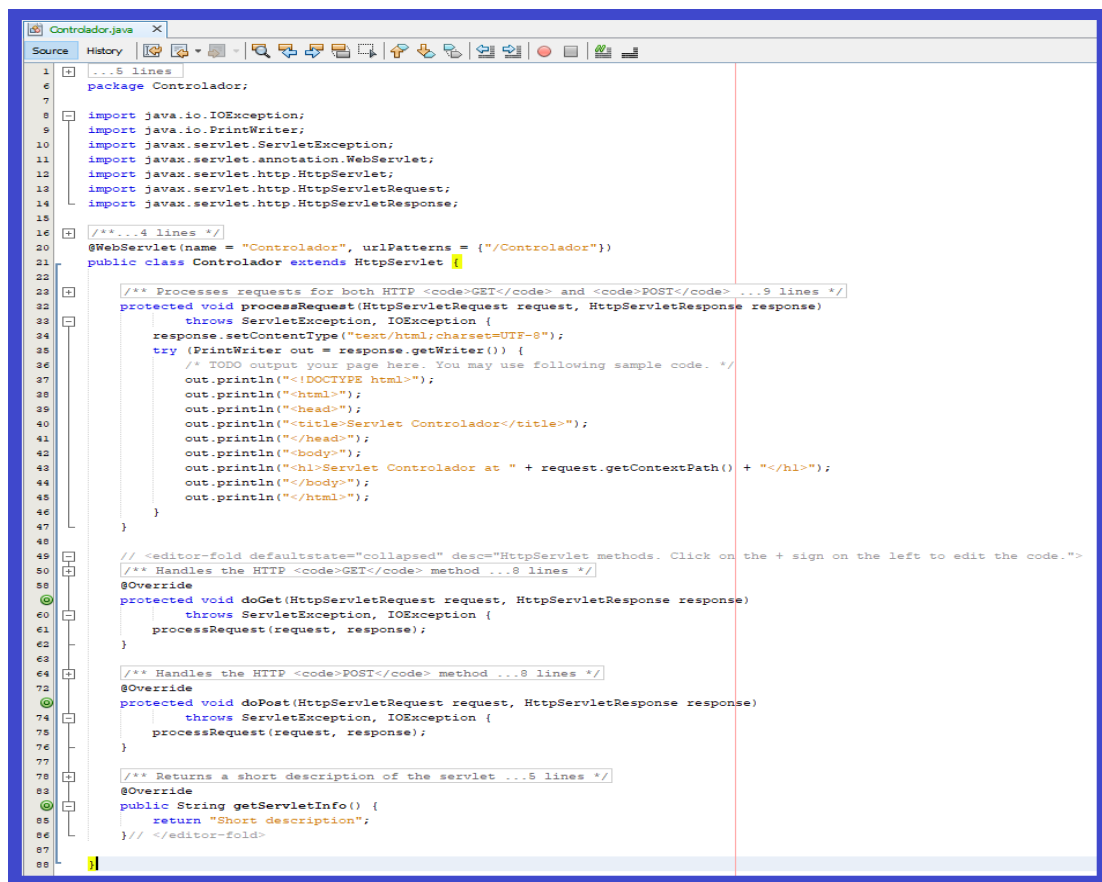 Controlador.java
Source History
1 ...5 lines
6 package Controlador;
7
8 import java.io.IOException;
9 import java.io.PrintWriter;
10 import javax.servlet.ServletException;
11 import javax.servlet.annotation.WebServlet;
12 import javax.servlet.http.HttpServlet;
13 import javax.servlet.http.HttpServletRequest;
14 import javax.servlet.http.HttpServletResponse;
15
16 /**...4 lines */
20 @WebServlet(name = "Controlador", urlPatterns = {"/Controlador"})
21 public class Controlador extends HttpServlet {
22
23 /** Processes requests for both HTTP <code>GET</code> and <code>POST</code> ...9 lines */
32 protected void processRequest(HttpServletRequest request, HttpServletResponse response)
33 throws ServletException, IOException {
34 response.setContentType("text/html;charset=UTF-8");
35 try (PrintWriter out = response.getWriter()) {
36 /* TODO output your page here. You may use following sample code. */
37 out.println("<!DOCTYPE html>");
38 out.println("<html>");
39 out.println("<head>");
40 out.println("<title>Servlet Controlador</title>");
41 out.println("</head>");
42 out.println("<body>");
43 out.println("<h1>Servlet Controlador at " + request.getContextPath() + "</h1>");
44 out.println("</body>");
45 out.println("</html>");
46 }
47 }
48
49 // <editor-fold defaultstate="collapsed" desc="HttpServlet methods. Click on the + sign on the left to edit the code.">
50 /** Handles the HTTP <code>GET</code> method ...8 lines */
58 @Override
protected void doGet(HttpServletRequest request, HttpServletResponse response)
60 throws ServletException, IOException {
61 processRequest(request, response);
62 }
63
64 /** Handles the HTTP <code>POST</code> method ...8 lines */
72 @Override
protected void doPost(HttpServletRequest request, HttpServletResponse response)
74 throws ServletException, IOException {
75 processRequest(request, response);
76 }
77
78 /** Returns a short description of the servlet ...5 lines */
83 @Override
public String getServletInfo() {
85 return "Short description";
86 }// </editor-fold>
87
88 }